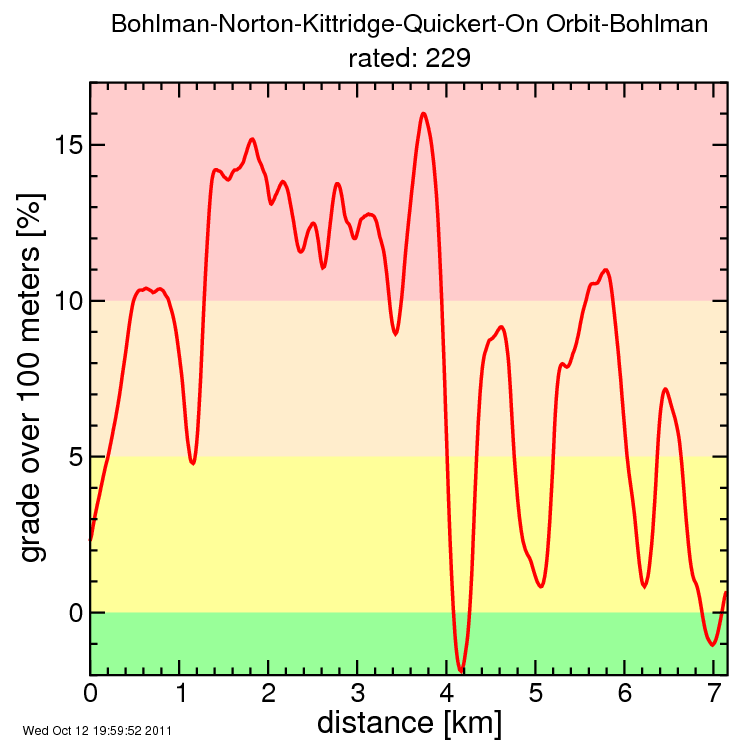 Bohlman-Norton-Kittridge-Quickert-On Orbit-Bohlman
rated: 229
grade over 100 meters [%]
15
10
5
0
0 1 2 3 4 5 6 7
distance [km]
Wed Oct 12 19:59:52 2011